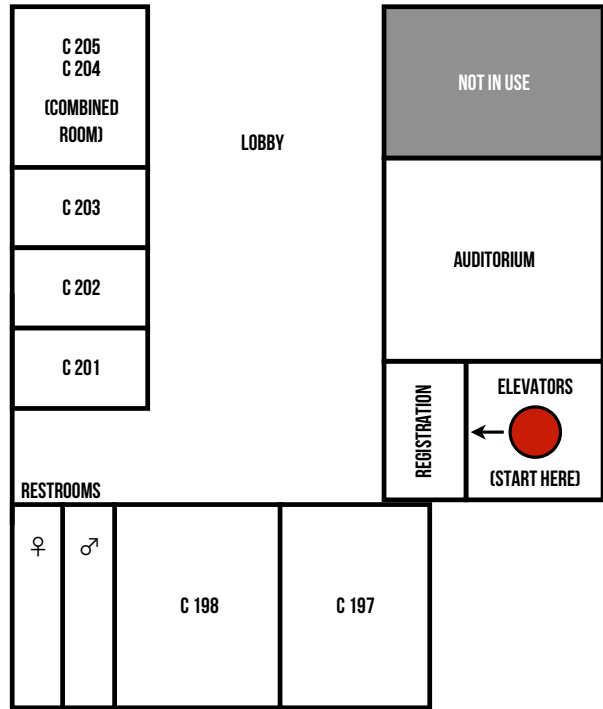 C 205
C 204
(COMBINED
ROOM)
LOBBY
NOT IN USE
C 203
C 202
C 201
AUDITORIUM
REGISTRATION
ELEVATORS
(START HERE)
RESTROOMS
♀
♂
C 198
C 197